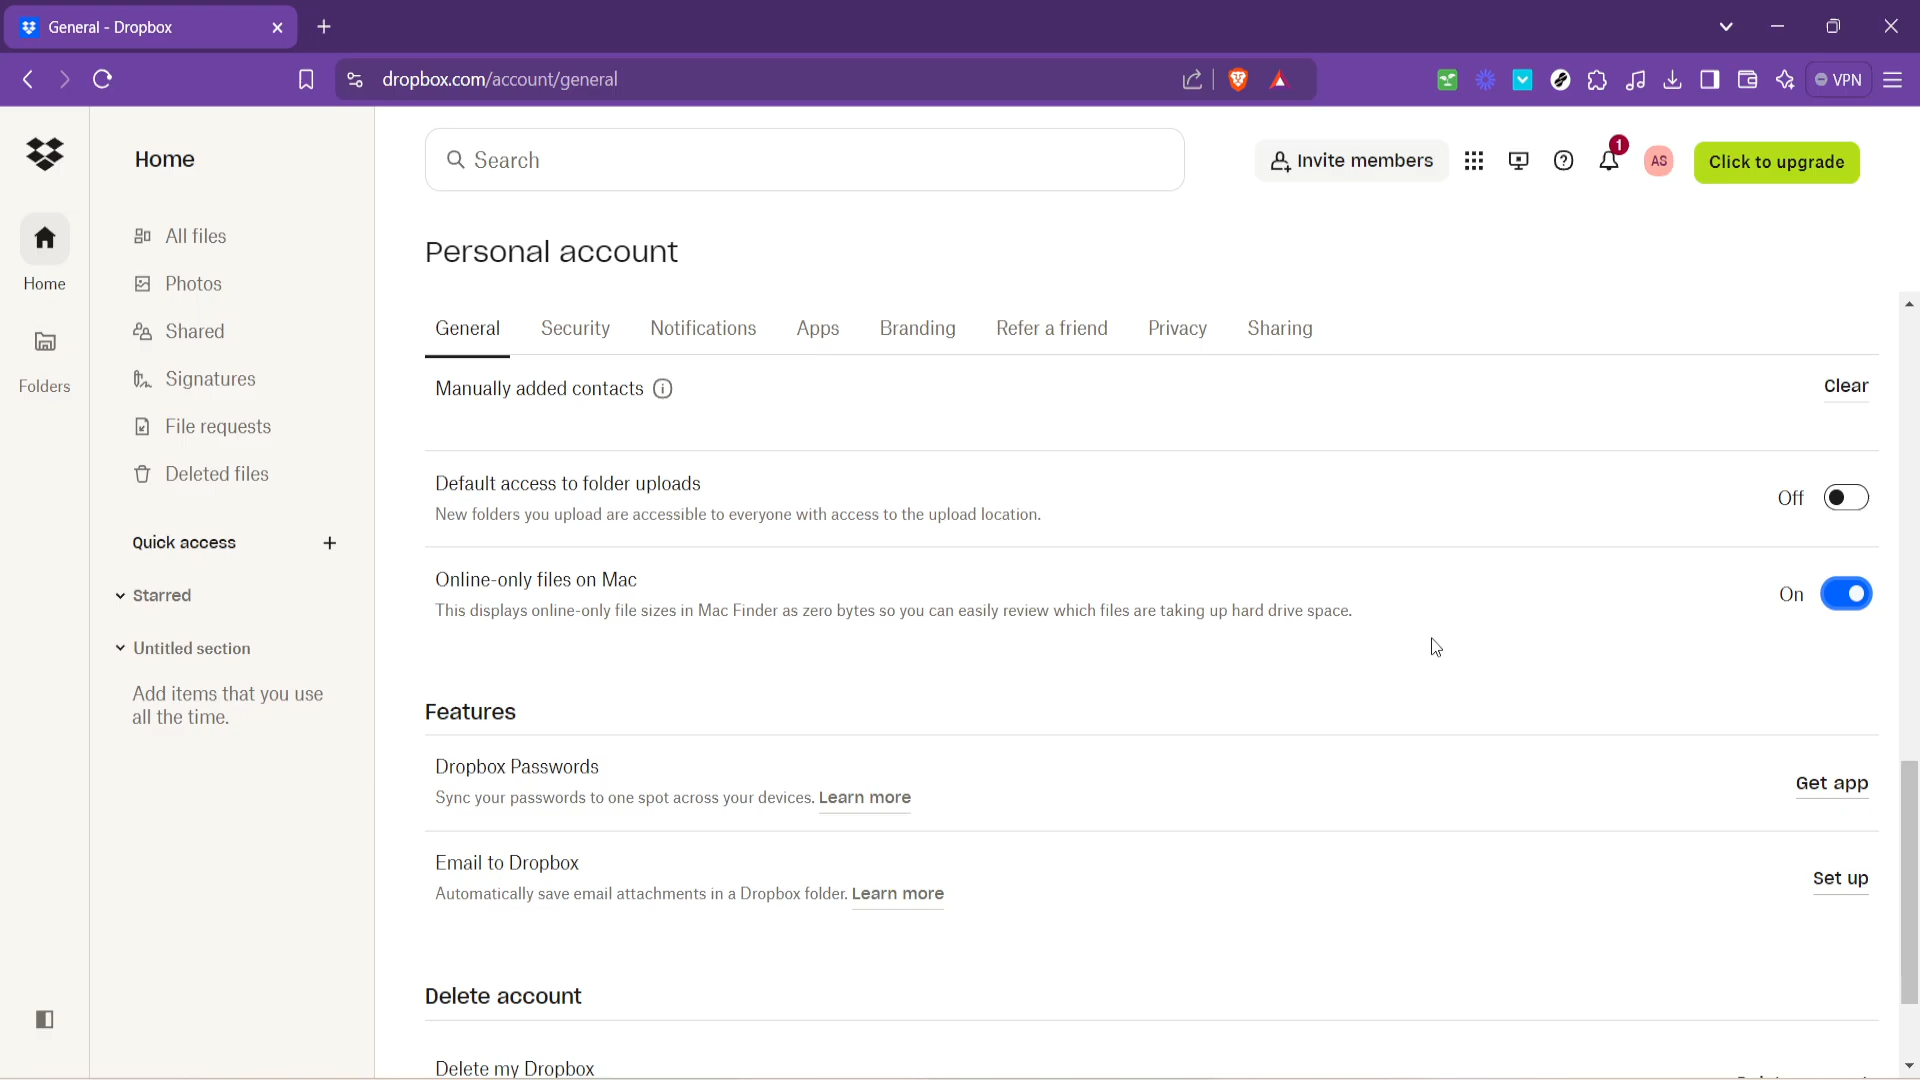 General - Dropbox
dropbox.com/account/general
VPN
Home
Folders
Home
All files
Photos
Shared
Signatures
File requests
Deleted files
Quick access
Starred
Untitled section
Add items that you use
all the time.
Search
Invite members
1
AS
Click to upgrade
Personal account
General Security Notifications Apps Branding Refer a friend Privacy Sharing
Manually added contacts
Clear
Default access to folder uploads
New folders you upload are accessible to everyone with access to the upload location.
Off
Online-only files on Mac
This displays online-only file sizes in Mac Finder as zero bytes so you can easily review which files are taking up hard drive space.
On
Features
Dropbox Passwords
Sync your passwords to one spot across your devices. Learn more
Get app
Email to Dropbox
Automatically save email attachments in a Dropbox folder. Learn more
Set up
Delete account
Delete my Dropbox